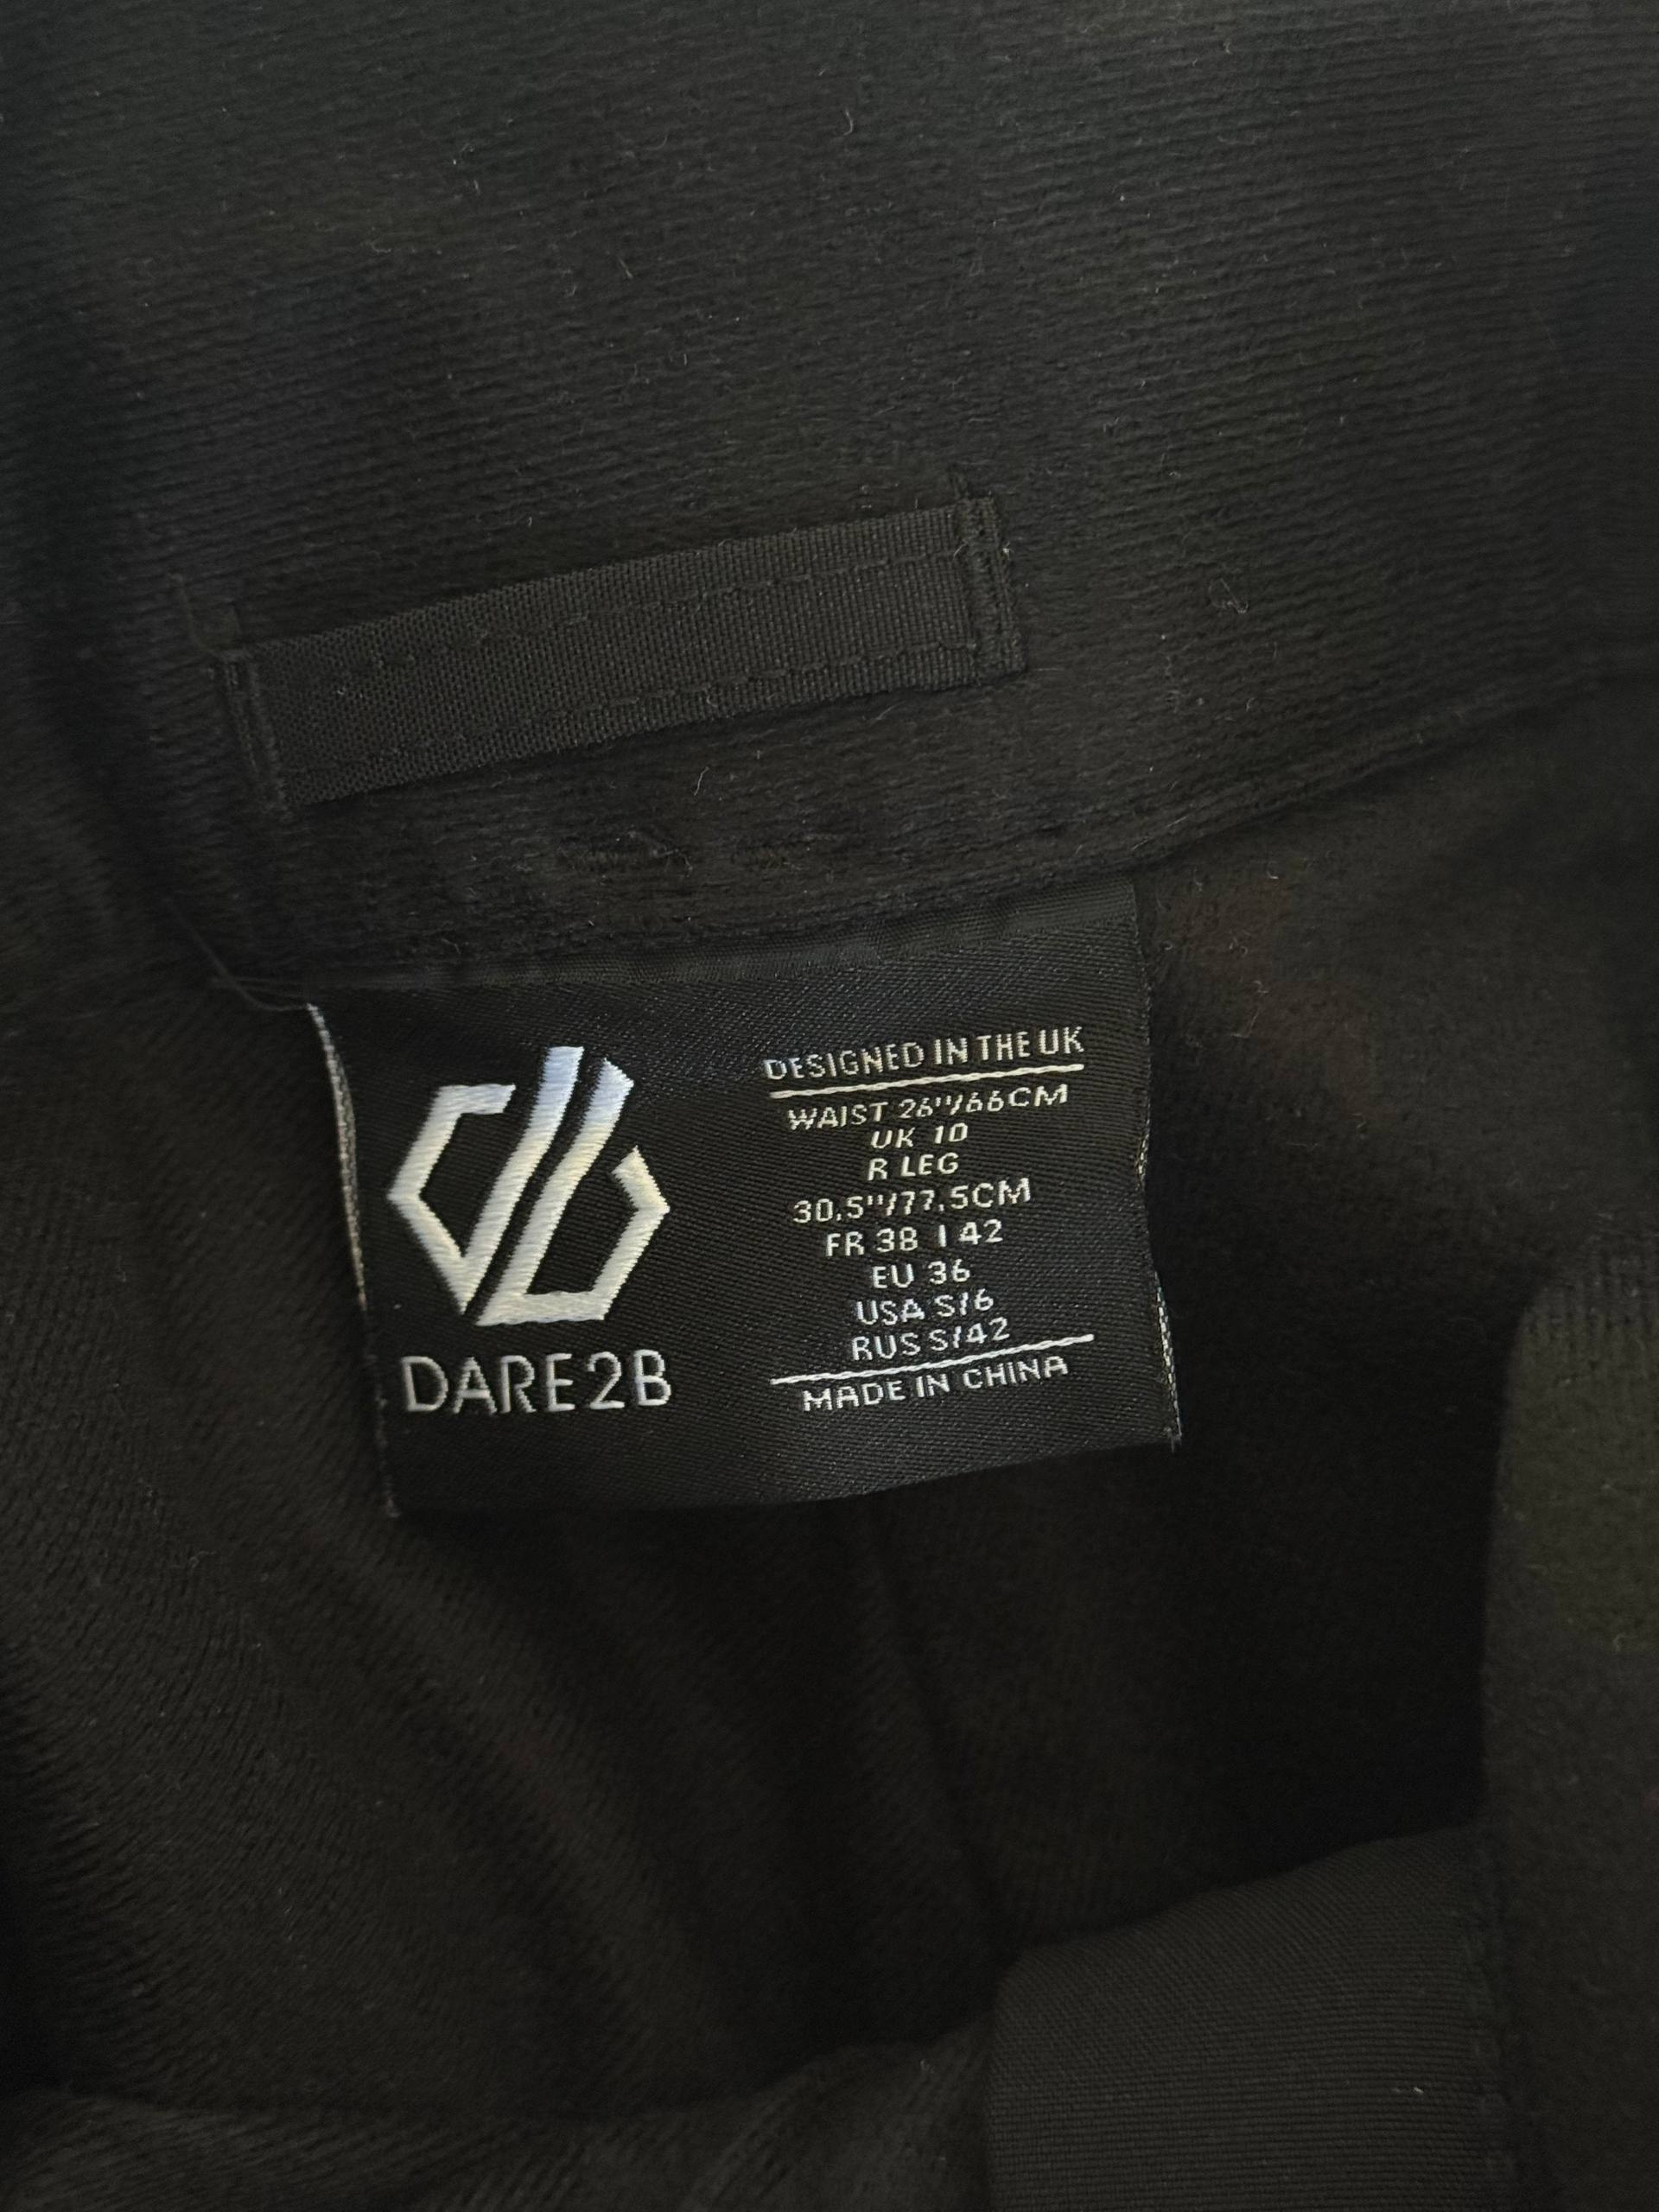 DARE2B
DESIGNED IN THE UK
WAIST 26"/66CM
UK 10
R LEG
30.5"/77.5CM
FR 38 I 42
EU 36
USA S/6
RUS S/42
MADE IN CHINA